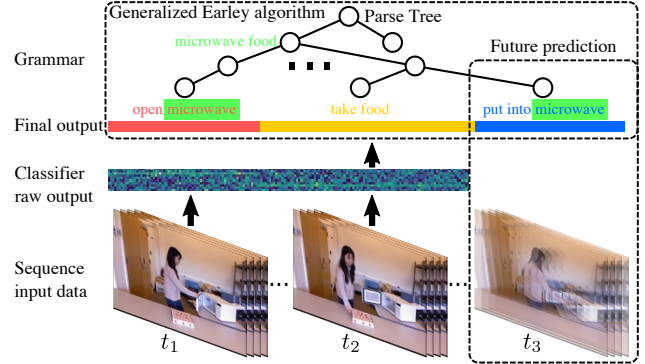 Generalized Earley algorithm
Parse Tree
microwave food
Grammar
Future prediction
open microwave
take food
put into microwave
Final output
Classifier
raw output
Sequence
input data
...
...
t1
t2
t3